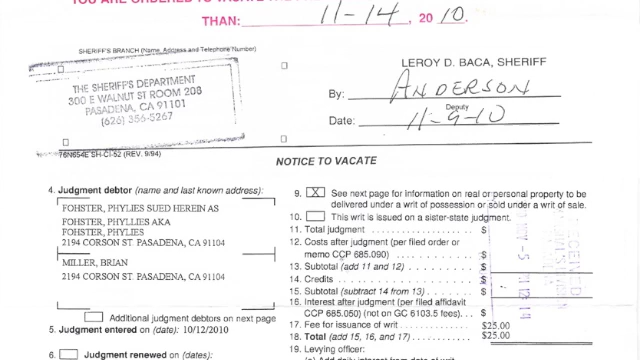 YOU ARE ORDERED TO VACATE THE
THAN: 11-14, 2010.
SHERIFF'S BRANCH (Name, Address and Telephone Number)
LEROY D. BACA, SHERIFF
THE SHERIFF'S DEPARTMENT
300 E WALNUT ST ROOM 208
PASADENA, CA 91101
(626) 356-5267
By: ANDERSON
Deputy
Date: 11-9-10
76N654E SH-CI-52 (REV. 9/94)
NOTICE TO VACATE
4. Judgment debtor (name and last known address):
FOHSTER, PHYLIES SUED HEREIN AS
FOHSTER, PHYLLIES AKA
FOHSTER, PHYLIES
2194 CORSON ST. PASADENA, CA 91104
MILLER, BRIAN
2194 CORSON ST. PASADENA, CA 91104
Additional judgment debtors on next page
5. Judgment entered on (date): 10/12/2010
6. Judgment renewed on (dates):
9. X See next page for information on real or personal property to be
delivered under a writ of possession or sold under a writ of sale.
10. This writ is issued on a sister-state judgment.
11. Total judgment $
12. Costs after judgment (per filed order or
memo CCP 685.090) $
13. Subtotal (add 11 and 12) $
14. Credits $
15. Subtotal (subtract 14 from 13) $
16. Interest after judgment (per filed affidavit
CCP 685.050) (not on GC 6103.5 fees) $
17. Fee for issuance of writ $25.00
18. Total (add 15, 16, and 17) $25.00
19. Levying officer: